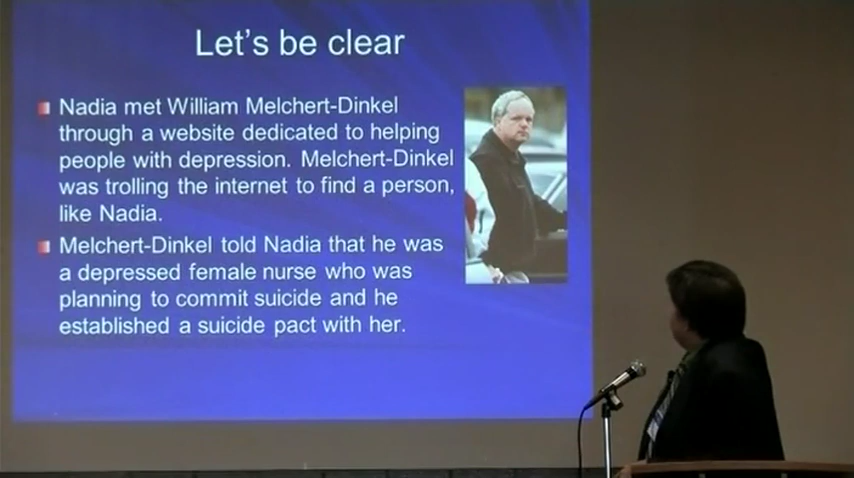 Let's be clear
Nadia met William Melchert-Dinkel
through a website dedicated to helping
people with depression. Melchert-Dinkel
was trolling the internet to find a person,
like Nadia.
Melchert-Dinkel told Nadia that he was
a depressed female nurse who was
planning to commit suicide and he
established a suicide pact with her.